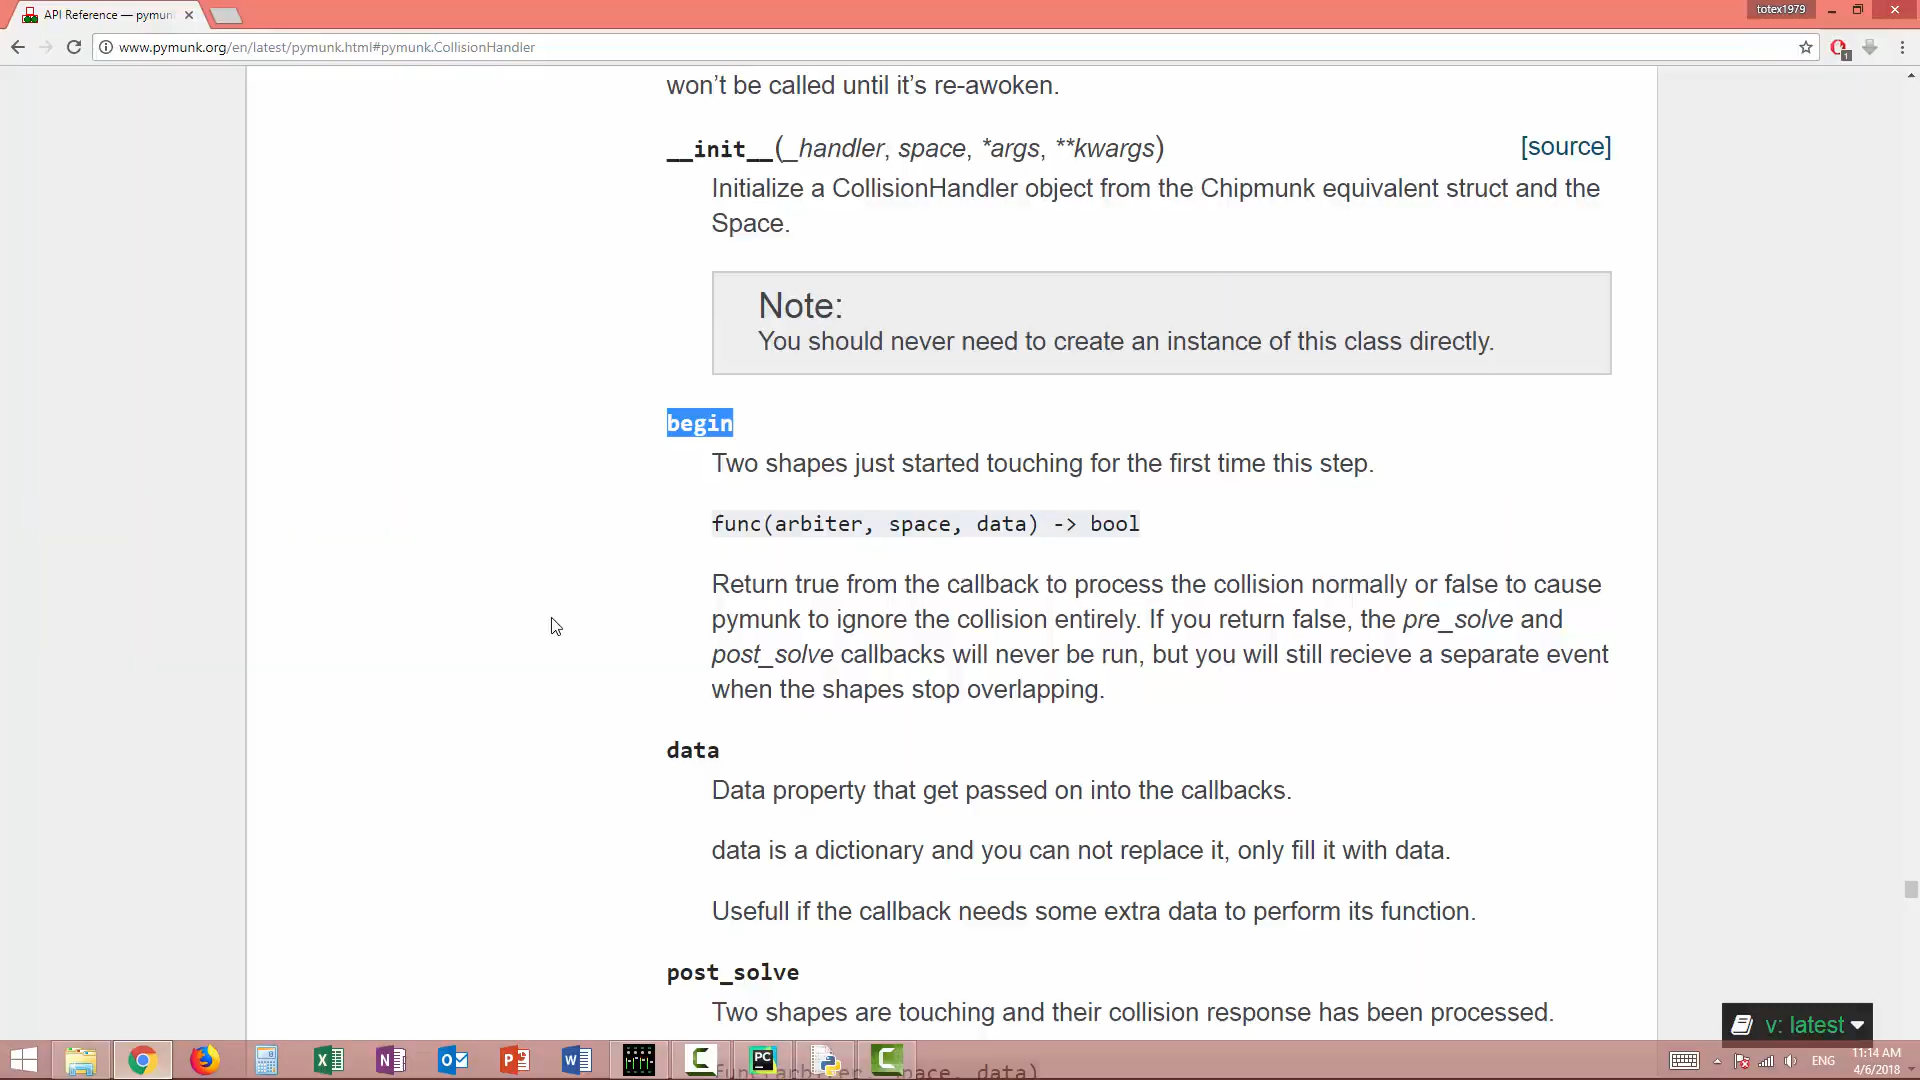 API Reference — pymun
totex1979
www.pymunk.org/en/latest/pymunk.html#pymunk.CollisionHandler
1
won’t be called until it’s re-awoken.
__init__(_handler, space, *args, **kwargs) [source]
Initialize a CollisionHandler object from the Chipmunk equivalent struct and the
Space.
Note:
You should never need to create an instance of this class directly.
begin
Two shapes just started touching for the first time this step.
func(arbiter, space, data) -> bool
Return true from the callback to process the collision normally or false to cause
pymunk to ignore the collision entirely. If you return false, the pre_solve and
post_solve callbacks will never be run, but you will still recieve a separate event
when the shapes stop overlapping.
data
Data property that get passed on into the callbacks.
data is a dictionary and you can not replace it, only fill it with data.
Usefull if the callback needs some extra data to perform its function.
post_solve
Two shapes are touching and their collision response has been processed.
v: latest
func(arbiter, space, data)
ENG
11:14 AM
4/6/2018